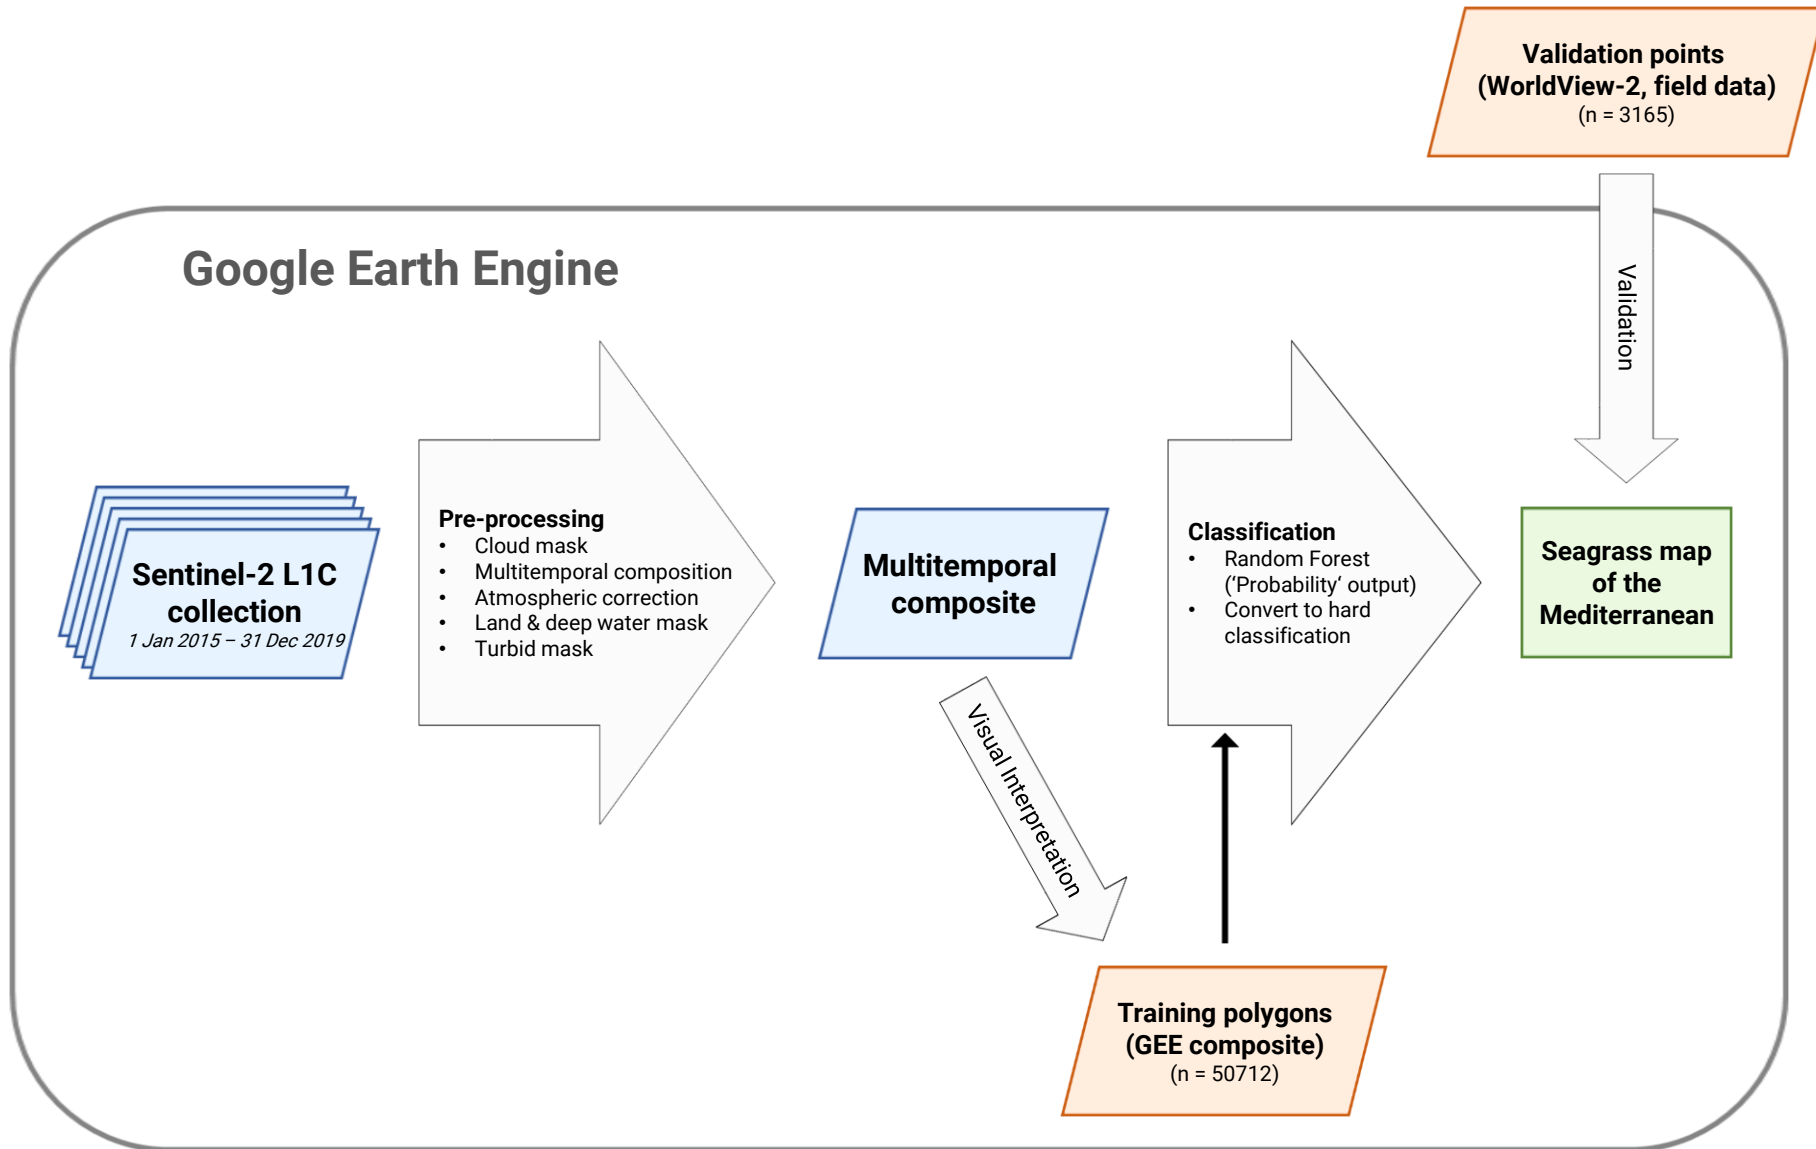 Validation points
(WorldView-2, field data)
(n = 3165)
Google Earth Engine
Validation
Sentinel-2 L1C
collection
1 Jan 2015 – 31 Dec 2019
Pre-processing
• Cloud mask
• Multitemporal composition
• Atmospheric correction
• Land & deep water mask
• Turbid mask
Multitemporal
composite
Classification
• Random Forest
(‘Probability‘ output)
• Convert to hard
classification
Seagrass map
of the
Mediterranean
Visual Interpretation
Training polygons
(GEE composite)
(n = 50712)